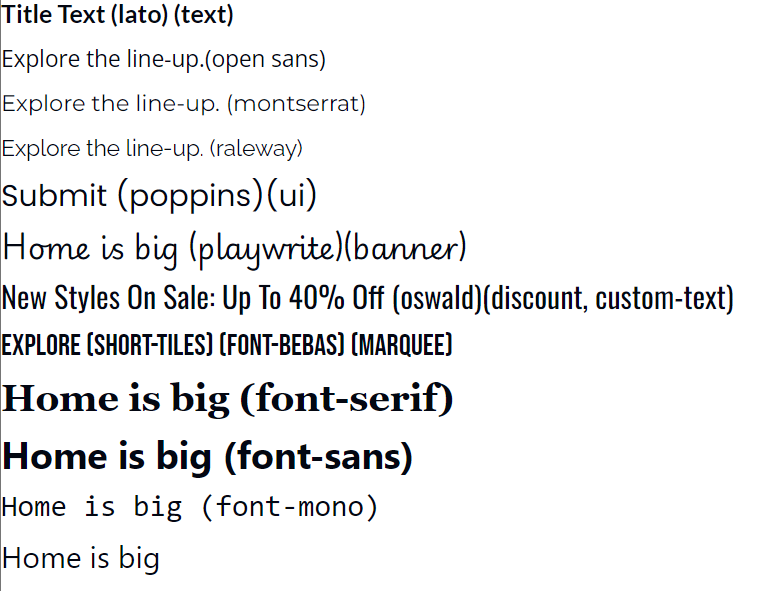 Title Text (lato) (text)
Explore the line-up.(open sans)
Explore the line-up. (montserrat)
Explore the line-up. (raleway)
Submit (poppins)(ui)
Home is big (playwrite)(banner)
New Styles On Sale: Up To 40% Off (oswald)(discount, custom-text)
EXPLORE (SHORT-TILES) (FONT-BEBAS) (MARQUEE)
Home is big (font-serif)
Home is big (font-sans)
Home is big (font-mono)
Home is big